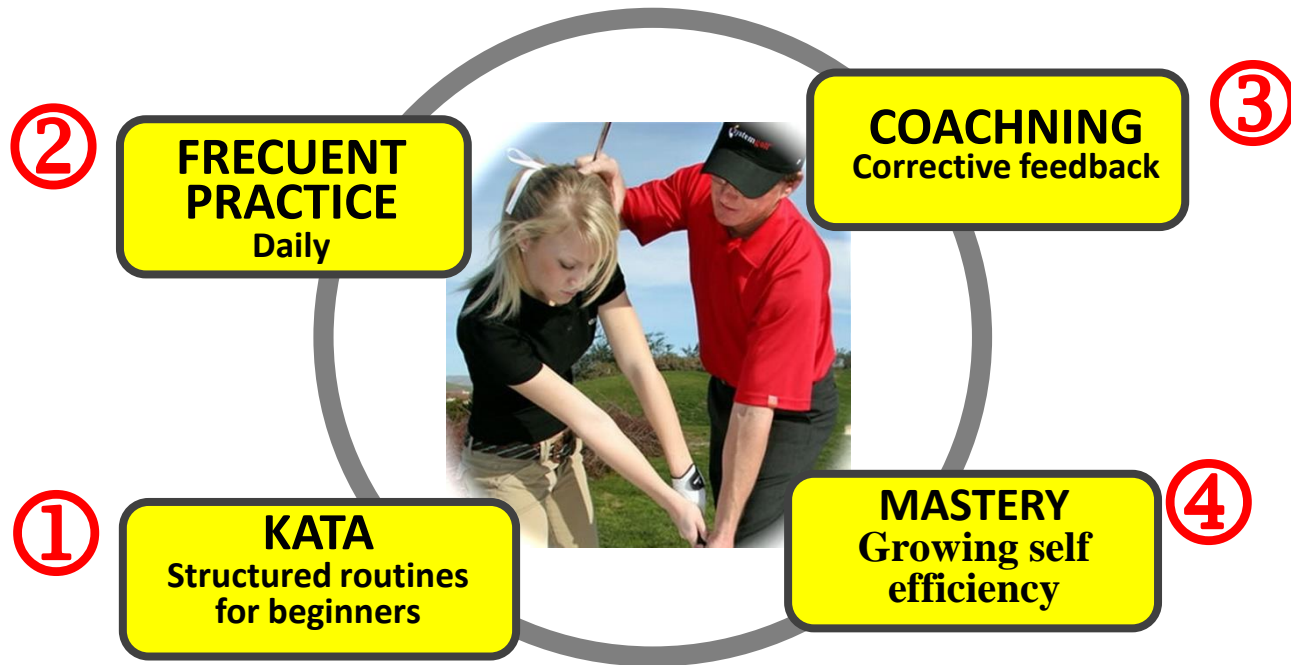 ①
KATA
Structured routines
for beginners
②
FRECUENT
PRACTICE
Daily
③
COACHNING
Corrective feedback
④
MASTERY
Growing self
efficiency